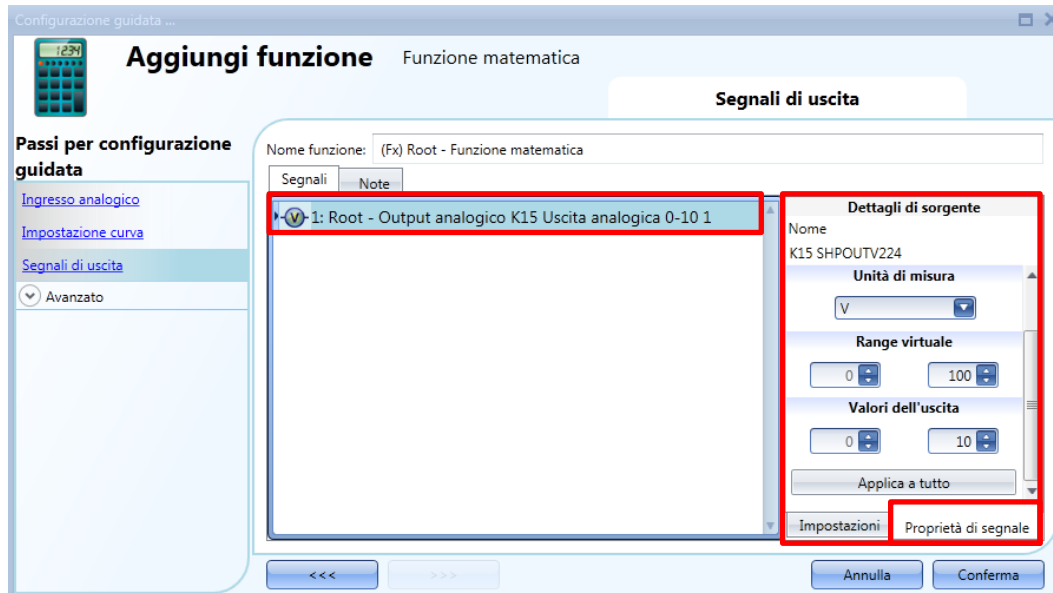 Configurazione guidata ...
1234
Aggiungi funzione Funzione matematica
Segnali di uscita
Passi per configurazione
guidata
Ingresso analogico
Impostazione curva
Segnali di uscita
Avanzato
Nome funzione: (Fx) Root - Funzione matematica
Segnali Note
V 1: Root - Output analogico K15 Uscita analogica 0-10 1
Dettagli di sorgente
Nome
K15 SHPOUTV224
Unità di misura
V
Range virtuale
0 100
Valori dell'uscita
0 10
Applica a tutto
Impostazioni Proprietà di segnale
<<< >>> Annulla Conferma